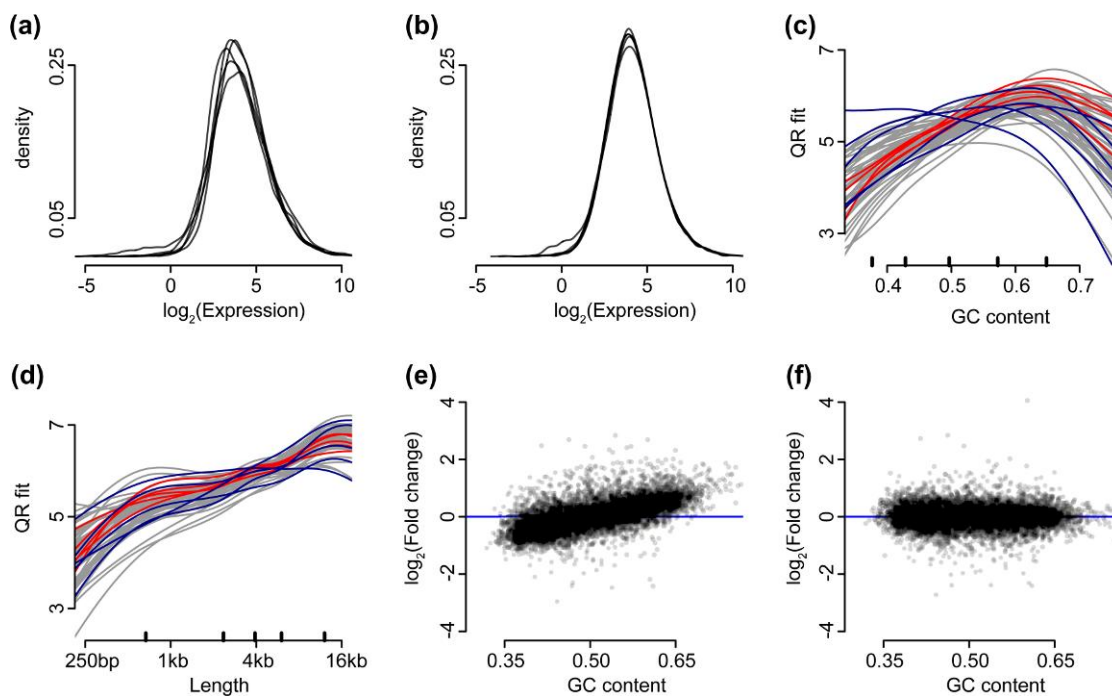 (a)
density
0.25
0.05
-5 0 5 10
log2(Expression)
(b)
density
0.25
0.05
-5 0 5 10
log2(Expression)
(c)
QR fit
7
5
3
0.4 0.5 0.6 0.7
GC content
(d)
QR fit
7
5
3
250bp 1kb 4kb 16kb
Length
(e)
log2(Fold change)
4
2
0
-2
-4
0.35 0.50 0.65
GC content
(f)
log2(Fold change)
4
2
0
-2
-4
0.35 0.50 0.65
GC content